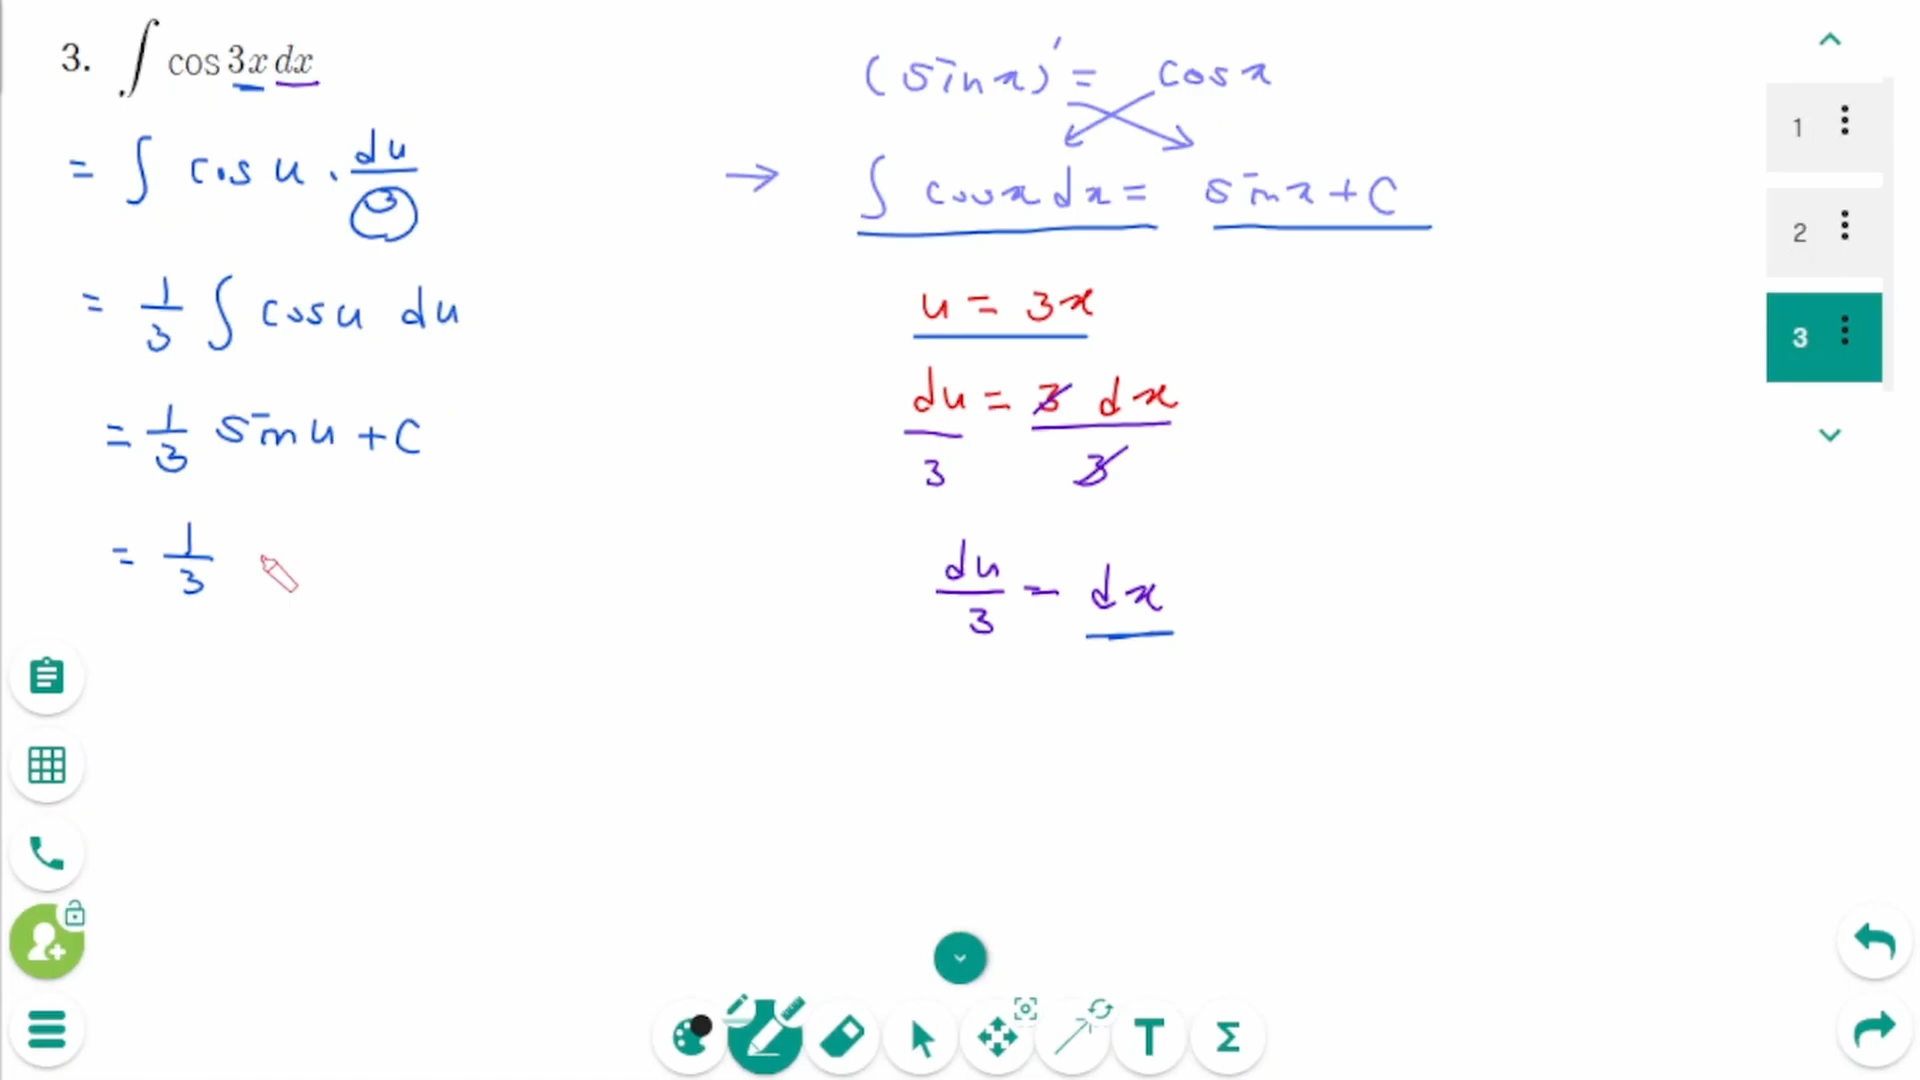 3. ∫ cos 3x dx
= ∫ cos u · du/3
= 1/3 ∫ cos u du
= 1/3 sin u + C
= 1/3
(sin x)' = cos x
→ ∫ cos x dx = sin x + C
u = 3x
du/3 = 3 dx/3
du/3 = dx
1
2
3
T
Σ